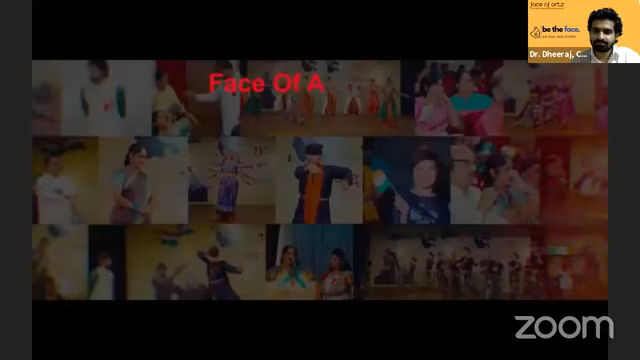 face of artz
be the face.
Dr. Dheeraj, C...
Face Of A
zoom